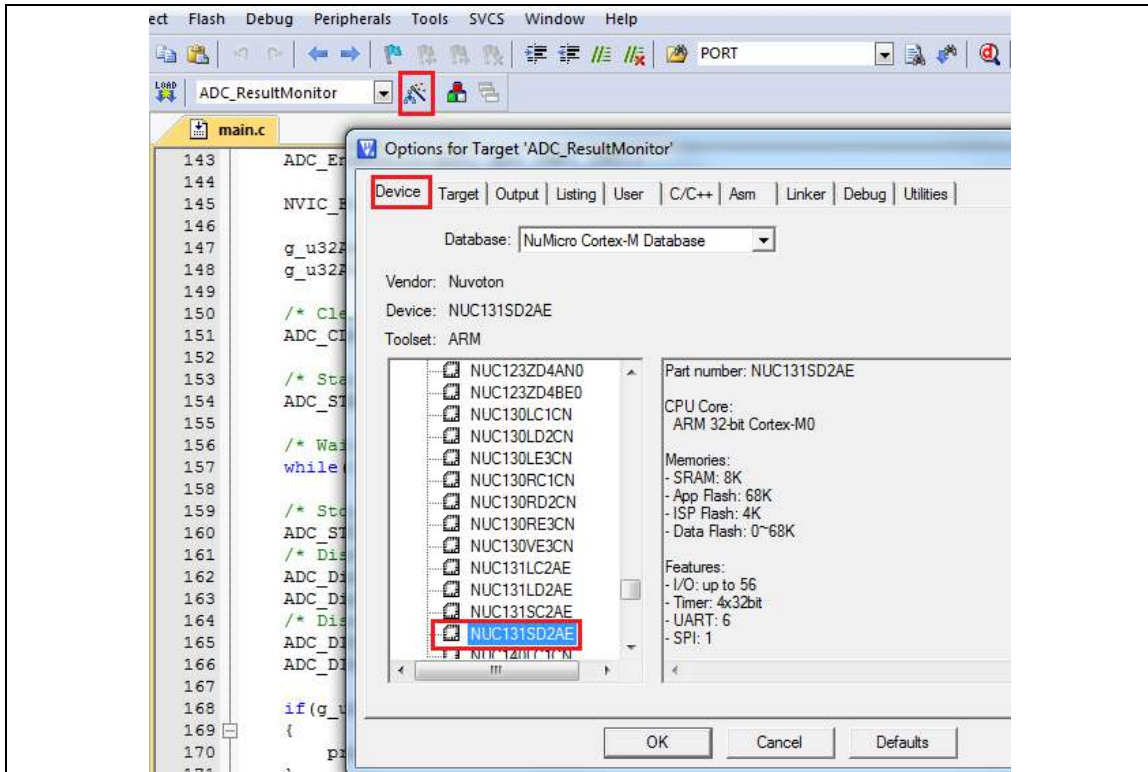 ect Flash Debug Peripherals Tools SVCS Window Help
PORT
LOAD ADC_ResultMonitor
main.c
Options for Target 'ADC_ResultMonitor'
Device Target Output Listing User C/C++ Asm Linker Debug Utilities
Database: NuMicro Cortex-M Database
Vendor: Nuvoton
Device: NUC131SD2AE
Toolset: ARM
NUC123ZD4AN0
NUC123ZD4BE0
NUC130LC1CN
NUC130LD2CN
NUC130LE3CN
NUC130RC1CN
NUC130RD2CN
NUC130RE3CN
NUC130VE3CN
NUC131LC2AE
NUC131LD2AE
NUC131SC2AE
NUC131SD2AE
NUC140LC1CN
Part number: NUC131SD2AE
CPU Core:
ARM 32-bit Cortex-M0
Memories:
- SRAM: 8K
- App Flash: 68K
- ISP Flash: 4K
- Data Flash: 0~68K
Features:
- I/O: up to 56
- Timer: 4x32bit
- UART: 6
- SPI: 1
OK Cancel Defaults
143 ADC_En
144
145 NVIC_E
146
147 g_u32A
148 g_u32A
149
150 /* Cle
151 ADC_Cl
152
153 /* Sta
154 ADC_ST
155
156 /* Wai
157 while(
158
159 /* Sto
160 ADC_ST
161 /* Dis
162 ADC_Di
163 ADC_Di
164 /* Dis
165 ADC_DI
166 ADC_DI
167
168 if(g_u
169 {
170 pr